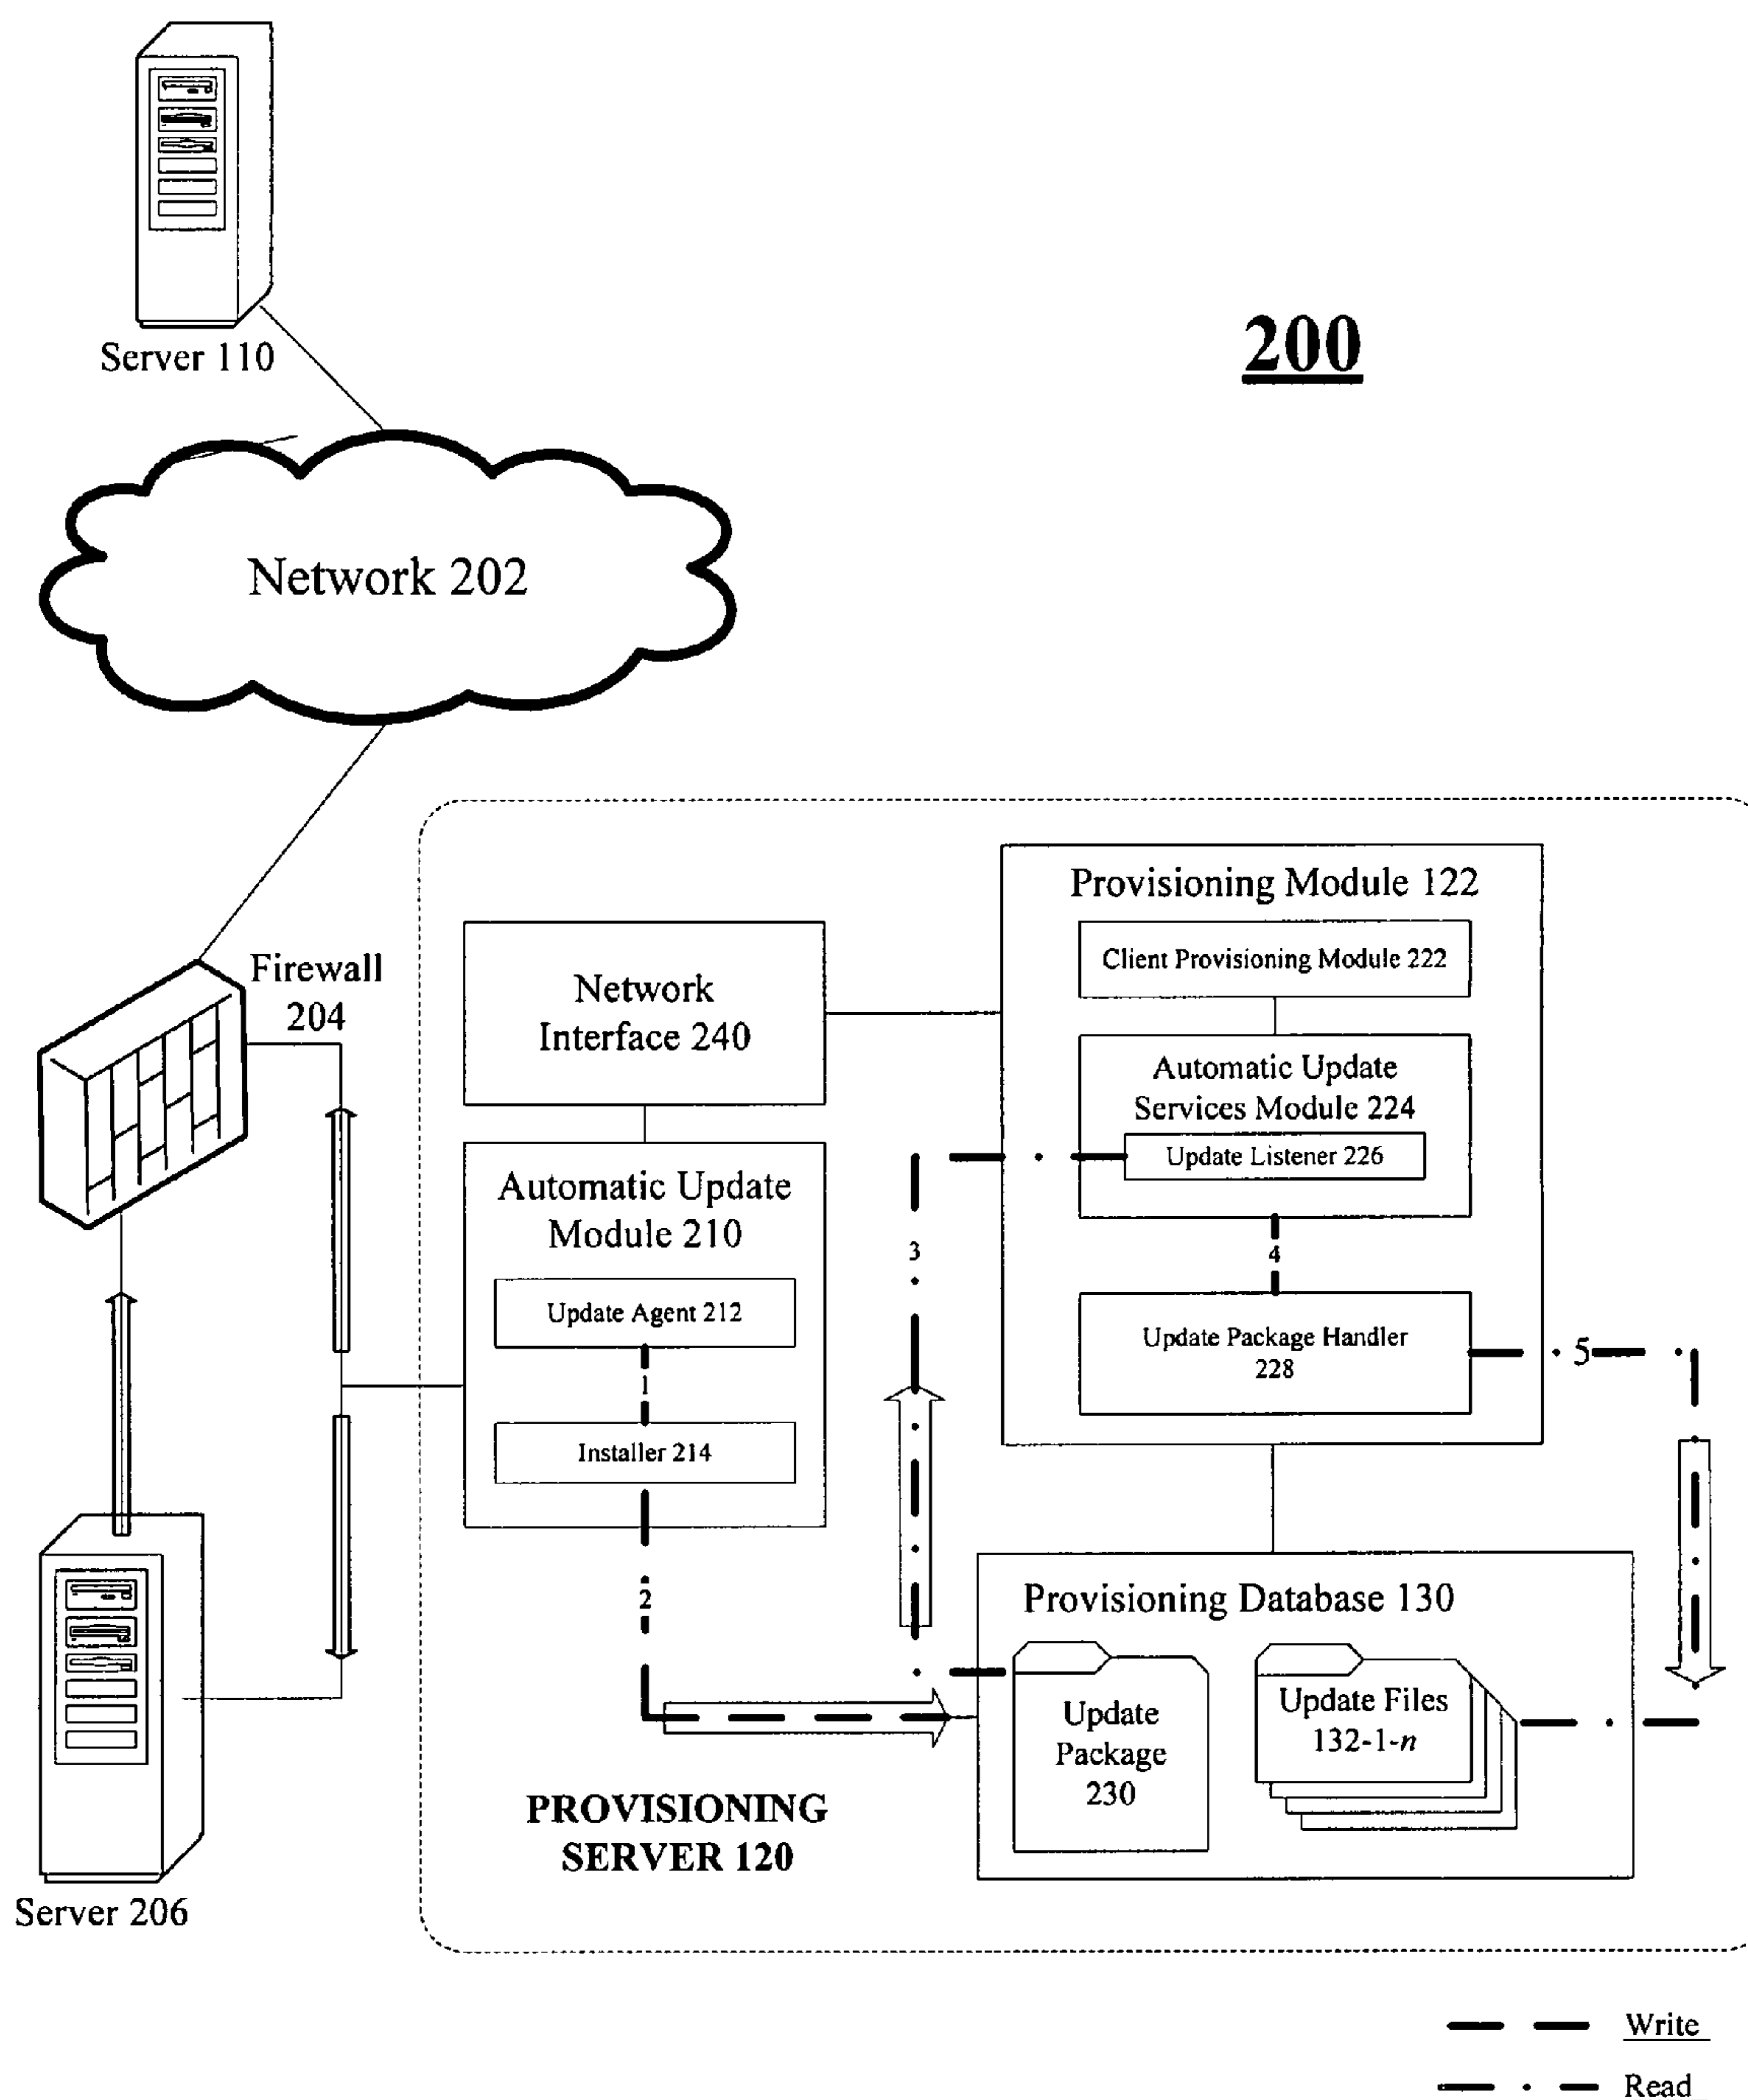 Server 110
200
Network 202
Firewall
204
Network
Interface 240
Provisioning Module 122
Client Provisioning Module 222
Automatic Update
Services Module 224
Update Listener 226
Automatic Update
Module 210
Update Agent 212
1
Installer 214
2
3
4
Update Package Handler
228
5
Provisioning Database 130
Update
Package
230
Update Files
132-1-n
PROVISIONING
SERVER 120
Server 206
Write
Read